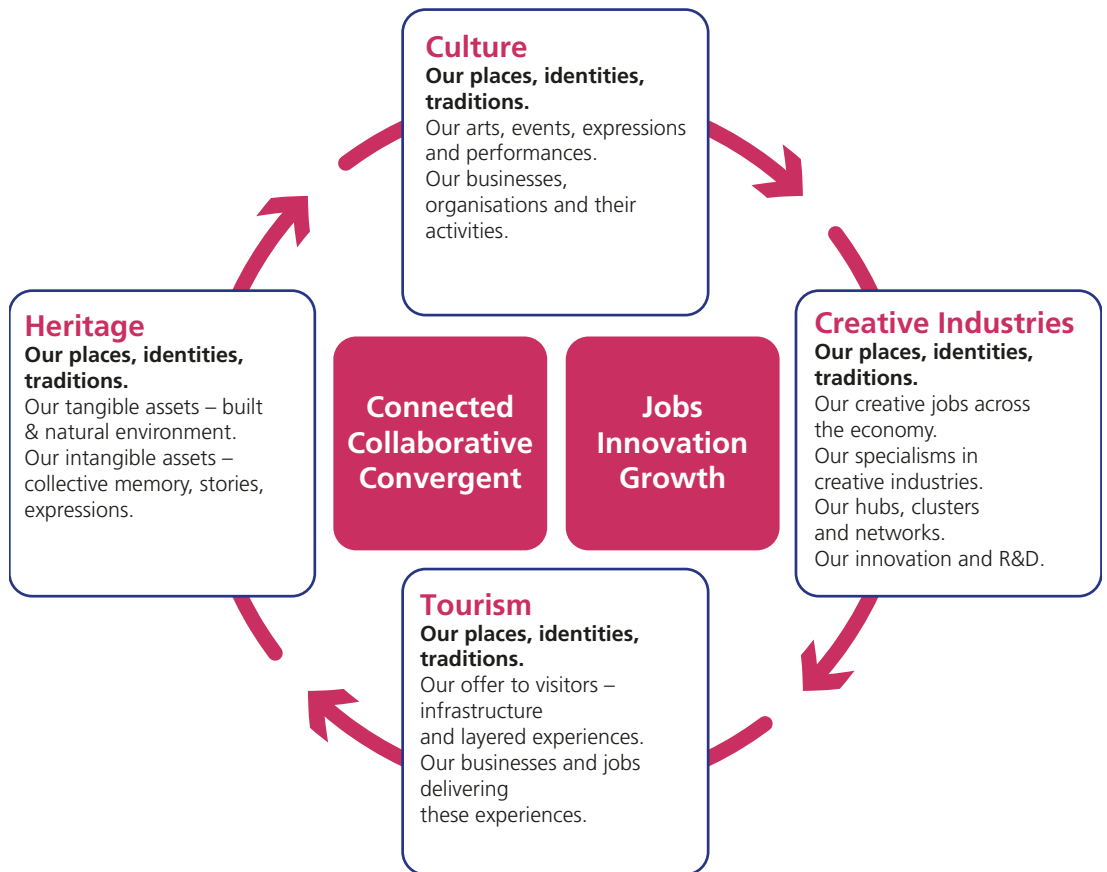 Culture
Our places, identities,
traditions.
Our arts, events, expressions
and performances.
Our businesses,
organisations and their
activities.
Heritage
Our places, identities,
traditions.
Our tangible assets – built
& natural environment.
Our intangible assets –
collective memory, stories,
expressions.
Connected
Collaborative
Convergent
Jobs
Innovation
Growth
Creative Industries
Our places, identities,
traditions.
Our creative jobs across
the economy.
Our specialisms in
creative industries.
Our hubs, clusters
and networks.
Our innovation and R&D.
Tourism
Our places, identities,
traditions.
Our offer to visitors –
infrastructure
and layered experiences.
Our businesses and jobs
delivering
these experiences.